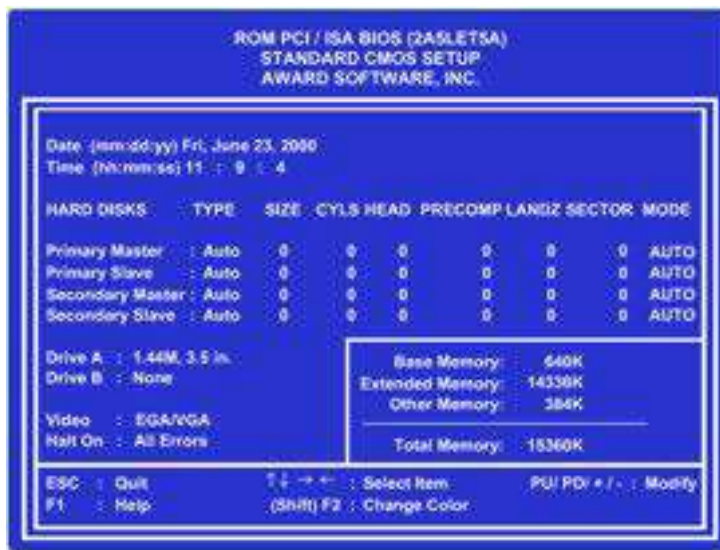 ROM PCI / ISA BIOS (2A5LET5A)
STANDARD CMOS SETUP
AWARD SOFTWARE, INC.
Date (mm:dd:yy) Fri, June 23, 2000
Time (hh:mm:ss) 11 : 9 : 4
HARD DISKS TYPE SIZE CYLS HEAD PRECOMP LANDZ SECTOR MODE
Primary Master : Auto 0 0 0 0 0 0 AUTO
Primary Slave : Auto 0 0 0 0 0 0 AUTO
Secondary Master : Auto 0 0 0 0 0 0 AUTO
Secondary Slave : Auto 0 0 0 0 0 0 AUTO
Drive A : 1.44M, 3.5 in.
Drive B : None
Video : EGA/VGA
Halt On : All Errors
Base Memory: 640K
Extended Memory: 14336K
Other Memory: 384K
Total Memory: 15360K
ESC : Quit ↑↓ → ← : Select Item PU/ PD/ + / - : Modify
F1 : Help (Shift) F2 : Change Color